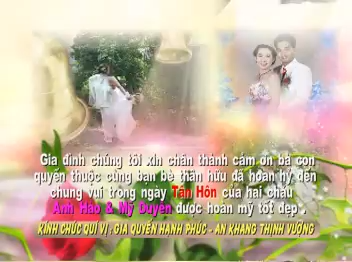 Gia đình chúng tôi xin chân thành cảm ơn bà con
quyến thuộc cùng bạn bè thân hữu đã hoan hỷ đến
chung vui trong ngày Tân Hôn của hai cháu
Anh Hào & Mỹ Duyên được hoàn mỹ tốt đẹp .
KÍNH CHÚC QUÍ VỊ - GIA QUYẾN HẠNH PHÚC - AN KHANG THỊNH VƯỢNG